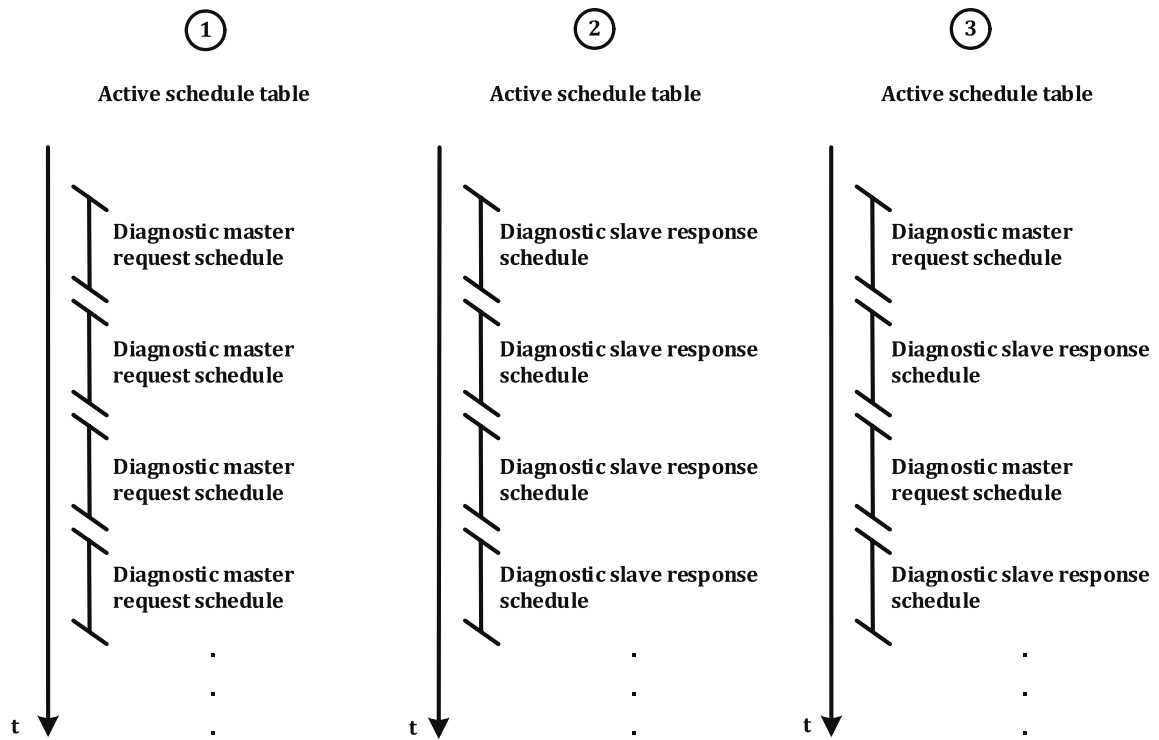 1
Active schedule table
Diagnostic master
request schedule
Diagnostic master
request schedule
Diagnostic master
request schedule
Diagnostic master
request schedule
.
.
.
t
2
Active schedule table
Diagnostic slave response
schedule
Diagnostic slave response
schedule
Diagnostic slave response
schedule
Diagnostic slave response
schedule
.
.
.
t
3
Active schedule table
Diagnostic master
request schedule
Diagnostic slave response
schedule
Diagnostic master
request schedule
Diagnostic slave response
schedule
.
.
.
t